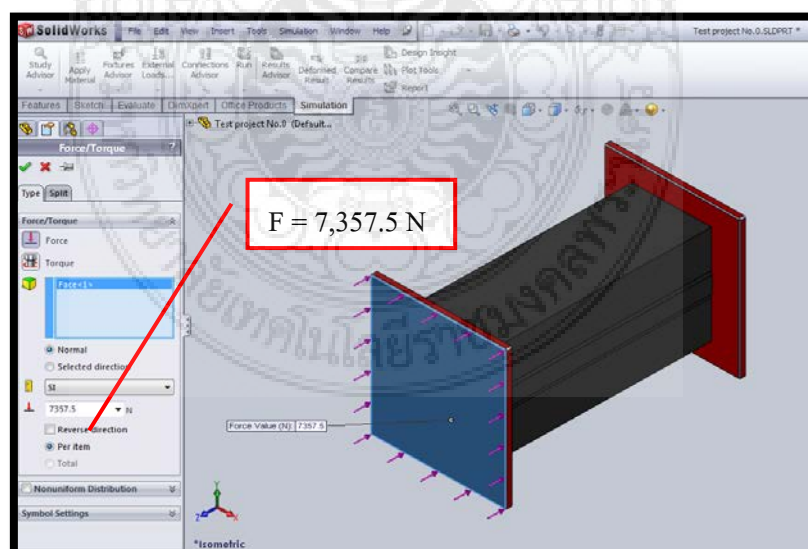 SolidWorks File Edit View Insert Tools Simulation Window Help Test project No.0.SLDPRT *
Study Advisor
Apply Material
Fixtures Advisor
External Loads...
Connections Advisor
Run
Results Advisor
Deformed Result
Compare Results
Design Insight
Plot Tools
Report
Features Sketch Evaluate DimXpert Office Products Simulation
Test project No.0 (Default...
Force/Torque ?
Type Split
Force/Torque
Force
Torque
Face<1>
Normal
Selected direction
SI
7357.5 N
Reverse direction
Per item
Total
Nonuniform Distribution
Symbol Settings
F = 7,357.5 N
Force Value (N): 7357.5
Y
Z X
*Isometric